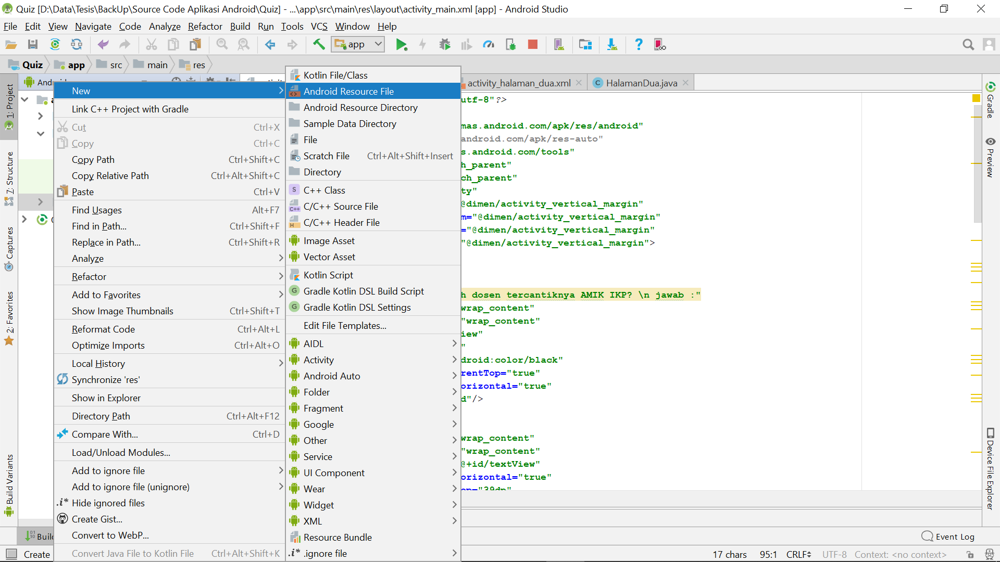 Quiz [D:\Data\Tesis\BackUp\Source Code Aplikasi Android\Quiz] - ...\app\src\main\res\layout\activity_main.xml [app] - Android Studio
File Edit View Navigate Code Analyze Refactor Build Run Tools VCS Window Help
app
Quiz app src main res
activity_halaman_dua.xml
HalamanDua.java
1: Project
7: Structure
Captures
2: Favorites
Build Variants
New
Link C++ Project with Gradle
Cut Ctrl+X
Copy Ctrl+C
Copy Path Ctrl+Shift+C
Copy Relative Path Ctrl+Alt+Shift+C
Paste Ctrl+V
Find Usages Alt+F7
Find in Path... Ctrl+Shift+F
Replace in Path... Ctrl+Shift+R
Analyze
Refactor
Add to Favorites
Show Image Thumbnails Ctrl+Shift+T
Reformat Code Ctrl+Alt+L
Optimize Imports Ctrl+Alt+O
Local History
Synchronize 'res'
Show in Explorer
Directory Path Ctrl+Alt+F12
Compare With... Ctrl+D
Load/Unload Modules...
Add to ignore file
Add to ignore file (unignore)
.i* Hide ignored files
Create Gist...
Convert to WebP...
Convert Java File to Kotlin File Ctrl+Alt+Shift+K
Kotlin File/Class
Android Resource File
Android Resource Directory
Sample Data Directory
File
Scratch File Ctrl+Alt+Shift+Insert
Directory
S C++ Class
C++ C/C++ Source File
H C/C++ Header File
Image Asset
Vector Asset
Kotlin Script
G Gradle Kotlin DSL Build Script
G Gradle Kotlin DSL Settings
Edit File Templates...
AIDL
Activity
Android Auto
Folder
Fragment
Google
Other
Service
UI Component
Wear
Widget
XML
Resource Bundle
.i* .ignore file
utf-8"?>
mas.android.com/apk/res/android"
android.com/apk/res-auto"
s.android.com/tools"
h_parent"
ch_parent"
ty"
@dimen/activity_vertical_margin"
m="@dimen/activity_vertical_margin"
="@dimen/activity_vertical_margin"
"@dimen/activity_vertical_margin">
h dosen tercantiknya AMIK IKP? \n jawab :"
wrap_content"
"wrap_content"
iew"
"
droid:color/black"
rentTop="true"
orizontal="true"
d"/>
wrap_content"
"wrap_content"
@+id/textView"
orizontal="true"
op="39dp"
Gradle
Preview
Device File Explorer
Event Log
Create
17 chars 95:1 CRLF UTF-8 Context: <no context>